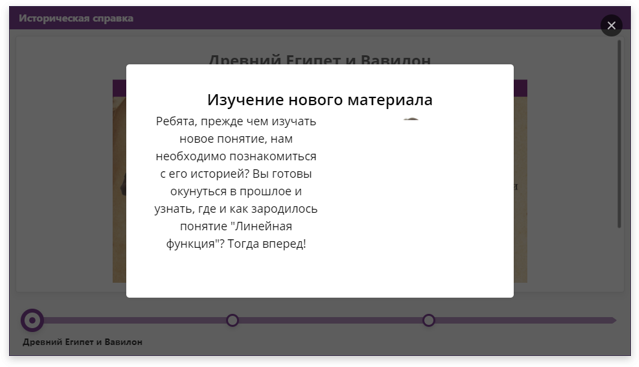 Историческая справка
Древний Египет и Вавилон
Изучение нового материала
Ребята, прежде чем изучать
новое понятие, нам
необходимо познакомиться
с его историей? Вы готовы
окунуться в прошлое и
узнать, где и как зародилось
понятие "Линейная
функция"? Тогда вперед!
Древний Египет и Вавилон